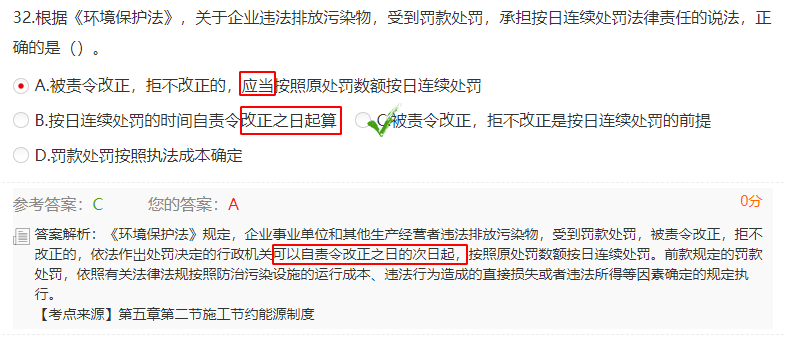 32.根据《环境保护法》，关于企业违法排放污染物，受到罚款处罚，承担按日连续处罚法律责任的说法，正
确的是（）。
A.被责令改正，拒不改正的，应当按照原处罚数额按日连续处罚
B.按日连续处罚的时间自责令改正之日起算 C.被责令改正，拒不改正是按日连续处罚的前提
D.罚款处罚按照执法成本确定
参考答案：C 您的答案：A 0分
答案解析：《环境保护法》规定，企业事业单位和其他生产经营者违法排放污染物，受到罚款处罚，被责令改正，拒不
改正的，依法作出处罚决定的行政机关可以自责令改正之日的次日起，按照原处罚数额按日连续处罚。前款规定的罚款
处罚，依照有关法律法规按照防治污染设施的运行成本、违法行为造成的直接损失或者违法所得等因素确定的规定执
行。
【考点来源】第五章第二节施工节约能源制度